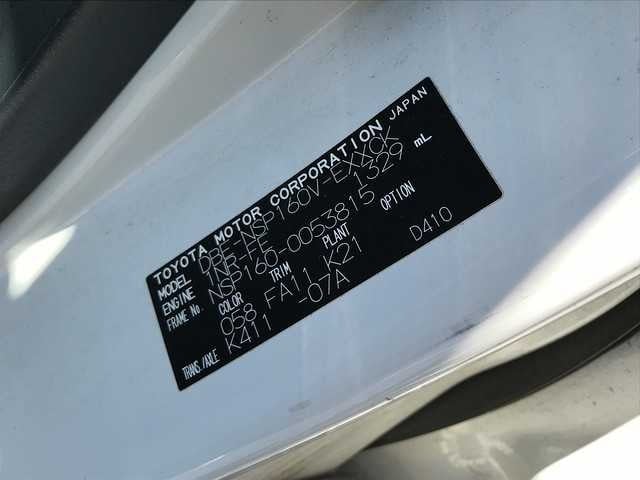 TOYOTA MOTOR CORPORATION JAPAN
MODEL DBE-NSP160V-EXXCK
ENGINE 1NR-FE 1329 mL
FRAME No. NSP160-0053815
COLOR TRIM PLANT OPTION
058 FA11 K21 D410
TRANS./AXLE K411 -07A